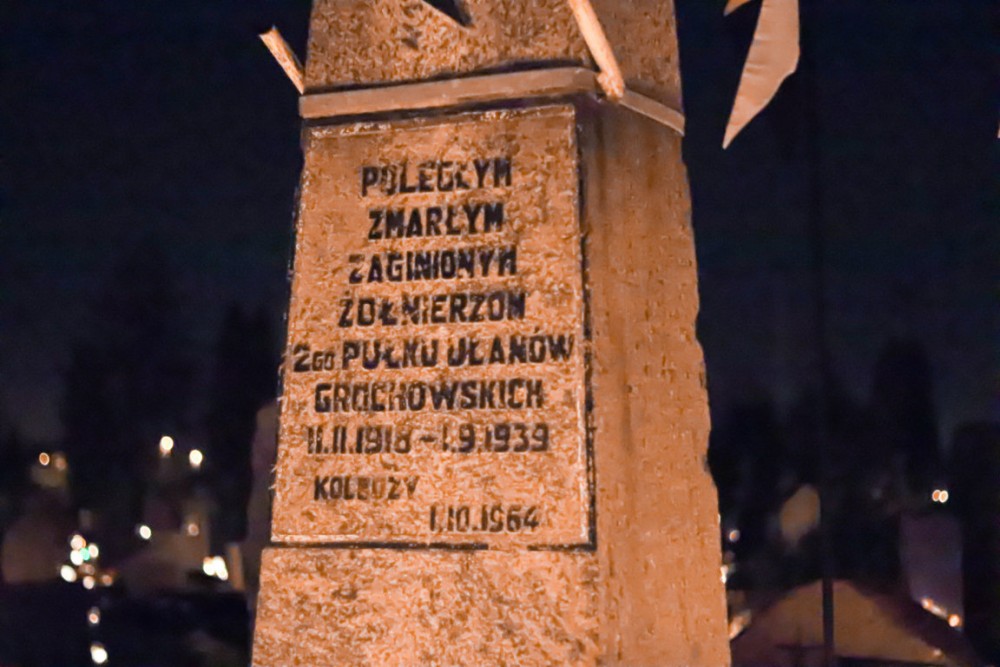 POLEGŁYM
ZMARŁYM
ZAGINIONYM
ŻOŁNIERZOM
2GO PUŁKU UŁANÓW
GROCHOWSKICH
11.11.1918 – 1.9.1939
KOLEDZY
1.10.1964